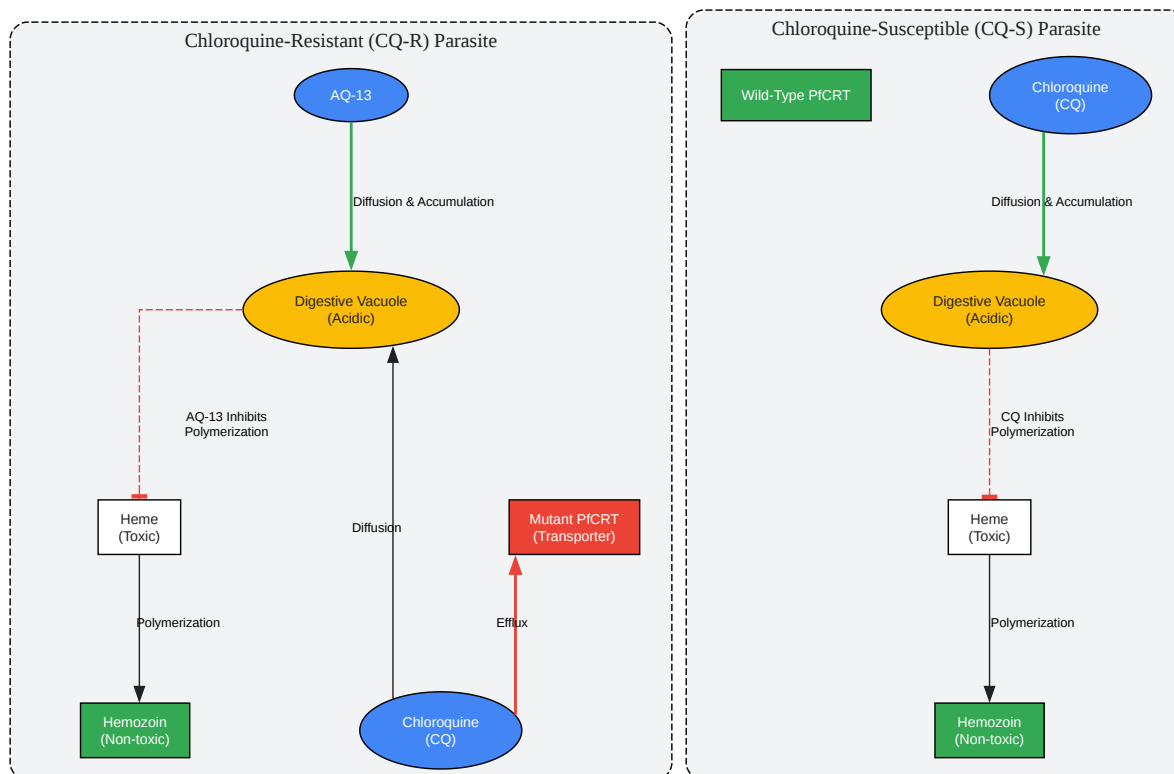 Chloroquine-Resistant (CQ-R) Parasite
AQ-13
Diffusion & Accumulation
Digestive Vacuole
(Acidic)
AQ-13 Inhibits
Polymerization
Heme
(Toxic)
Mutant PfCRT
(Transporter)
Diffusion
Polymerization
Efflux
Hemozoin
(Non-toxic)
Chloroquine
(CQ)
Chloroquine-Susceptible (CQ-S) Parasite
Wild-Type PfCRT
Chloroquine
(CQ)
Diffusion & Accumulation
Digestive Vacuole
(Acidic)
CQ Inhibits
Polymerization
Heme
(Toxic)
Polymerization
Hemozoin
(Non-toxic)